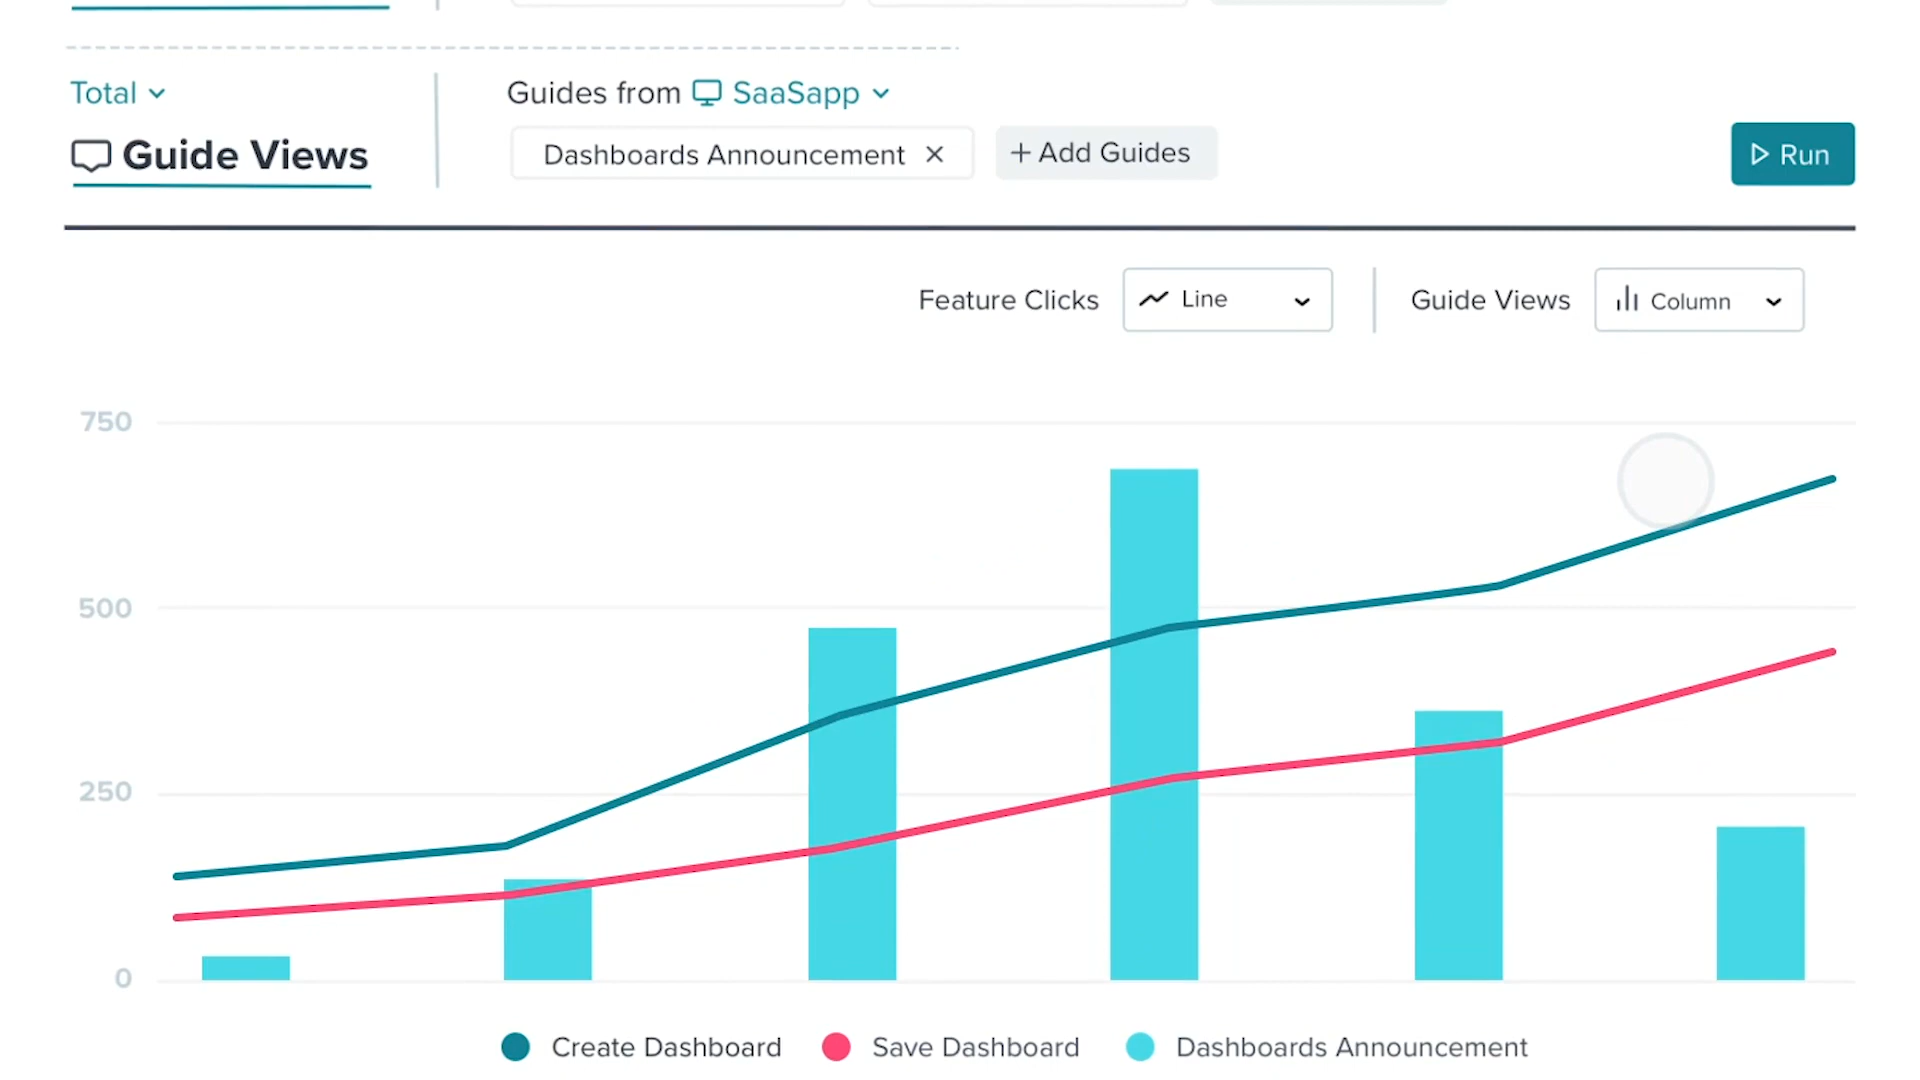 Total
Guides from SaaSapp
Guide Views
Dashboards Announcement ×
+ Add Guides
Run
Feature Clicks
Line
Guide Views
Column
750
500
250
0
Create Dashboard
Save Dashboard
Dashboards Announcement